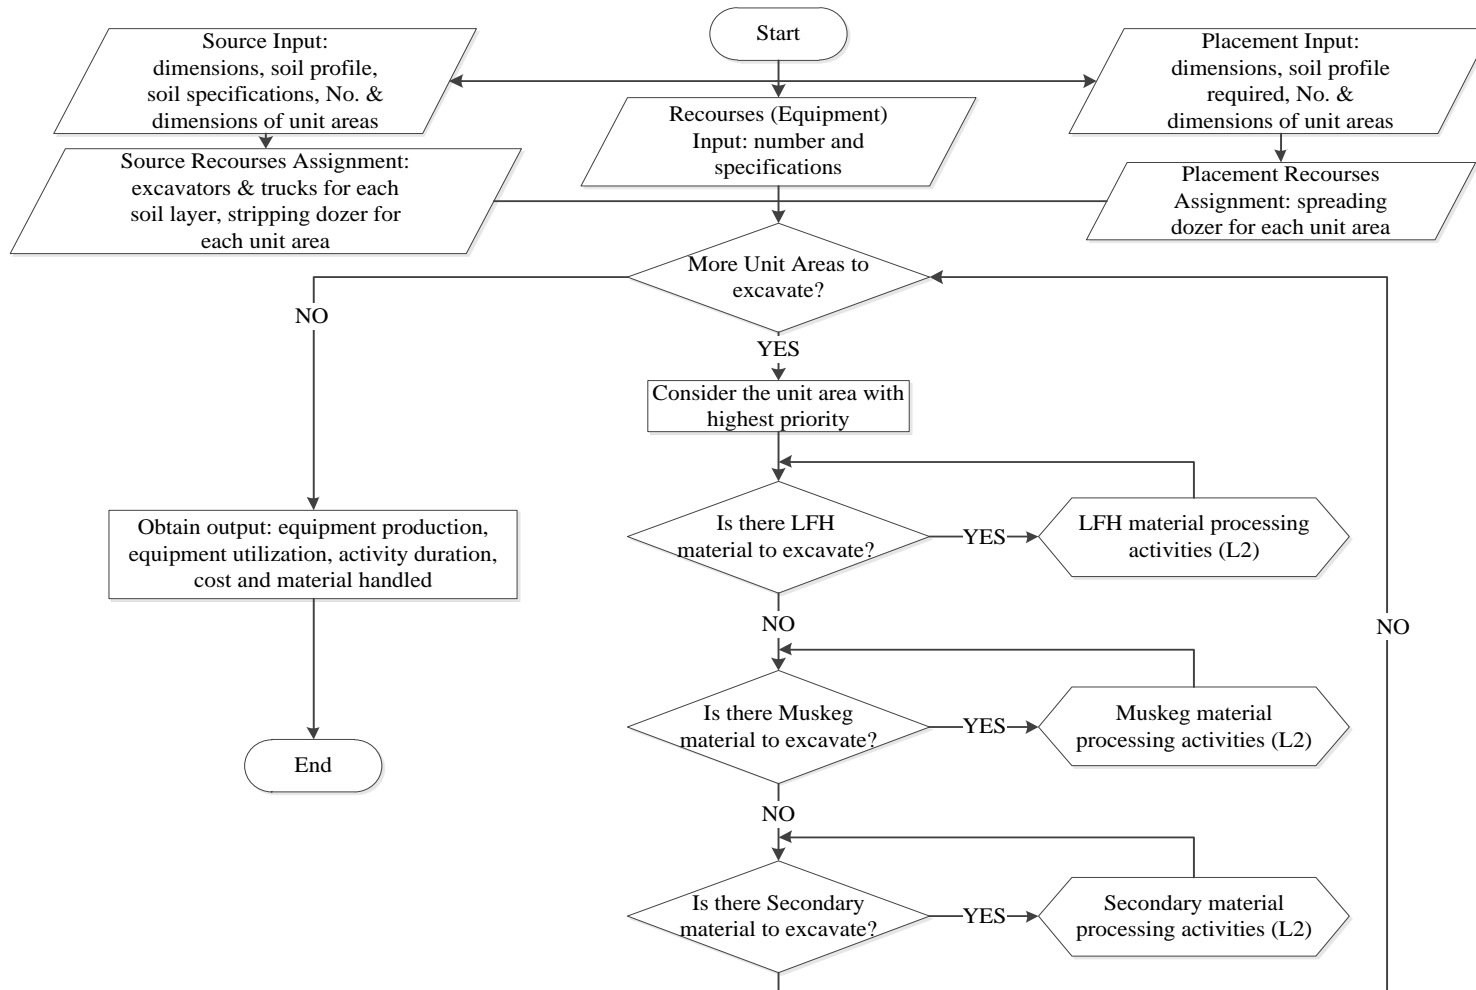 Start
Source Input:
dimensions, soil profile,
soil specifications, No. &
dimensions of unit areas
Placement Input:
dimensions, soil profile
required, No. &
dimensions of unit areas
Recourses (Equipment)
Input: number and
specifications
Source Recourses Assignment:
excavators & trucks for each
soil layer, stripping dozer for
each unit area
Placement Recourses
Assignment: spreading
dozer for each unit area
More Unit Areas to
excavate?
NO
YES
Consider the unit area with
highest priority
Is there LFH
material to excavate?
YES
LFH material processing
activities (L2)
Obtain output: equipment production,
equipment utilization, activity duration,
cost and material handled
NO
NO
Is there Muskeg
material to excavate?
YES
Muskeg material
processing activities (L2)
End
NO
Is there Secondary
material to excavate?
YES
Secondary material
processing activities (L2)